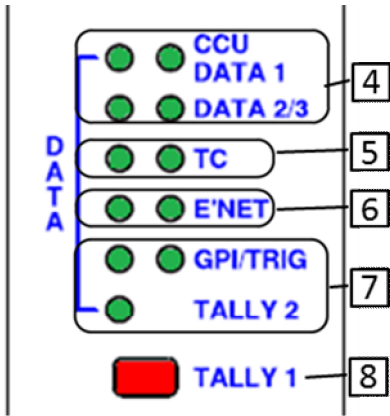 CCU
DATA 1
4
DATA 2/3
DATA
TC
5
E'NET
6
GPI/TRIG
7
TALLY 2
TALLY 1
8